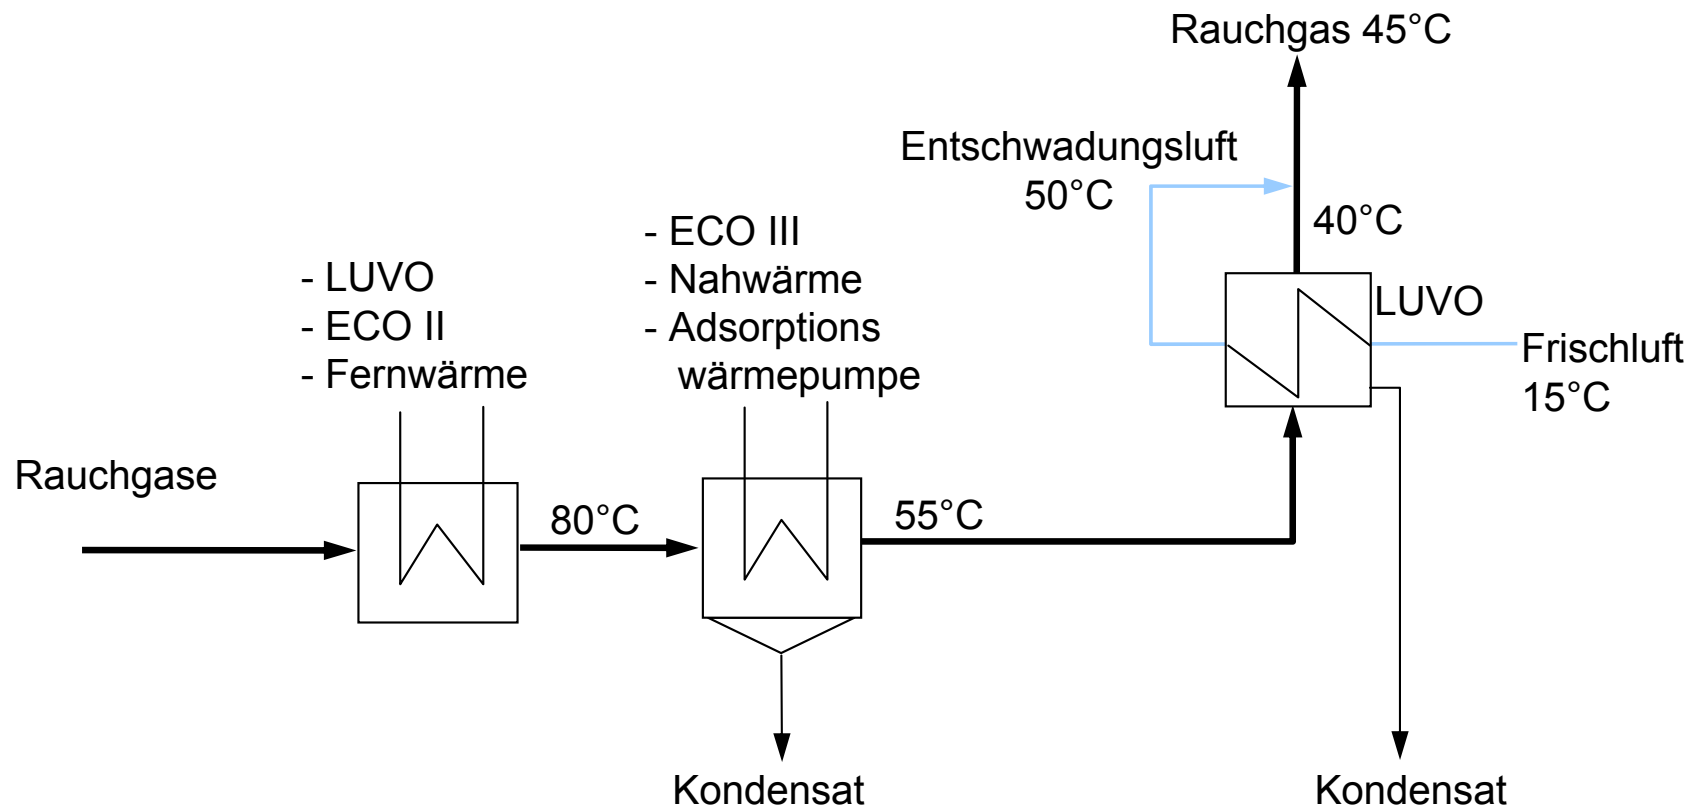 Rauchgas 45°C
Entschwadungsluft
50°C
40°C
- ECO III
- Nahwärme
- Adsorptions
wärmepumpe
- LUVO
- ECO II
- Fernwärme
LUVO
Frischluft
15°C
Rauchgase
80°C
55°C
Kondensat
Kondensat